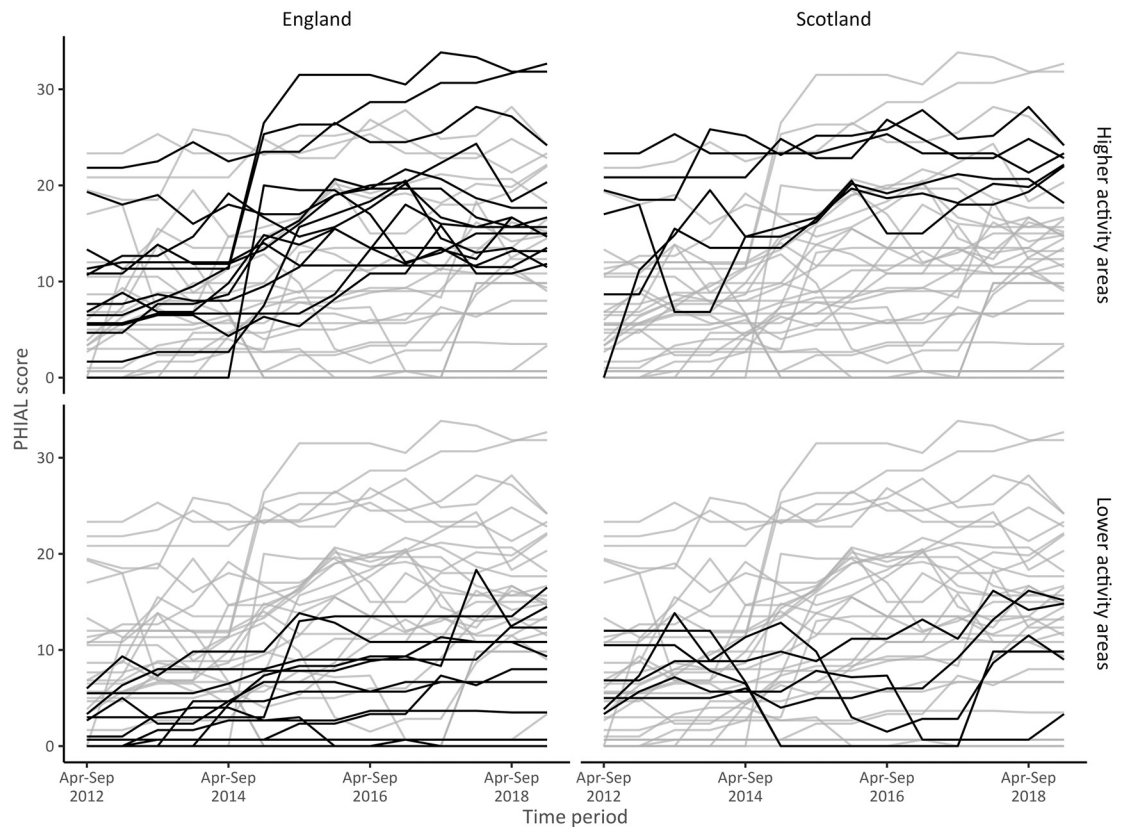 England
Scotland
30
20
10
0
Higher activity areas
PHIAL score
30
20
10
0
Lower activity areas
Apr-Sep
2012
Apr-Sep
2014
Apr-Sep
2016
Apr-Sep
2018
Apr-Sep
2012
Apr-Sep
2014
Apr-Sep
2016
Apr-Sep
2018
Time period